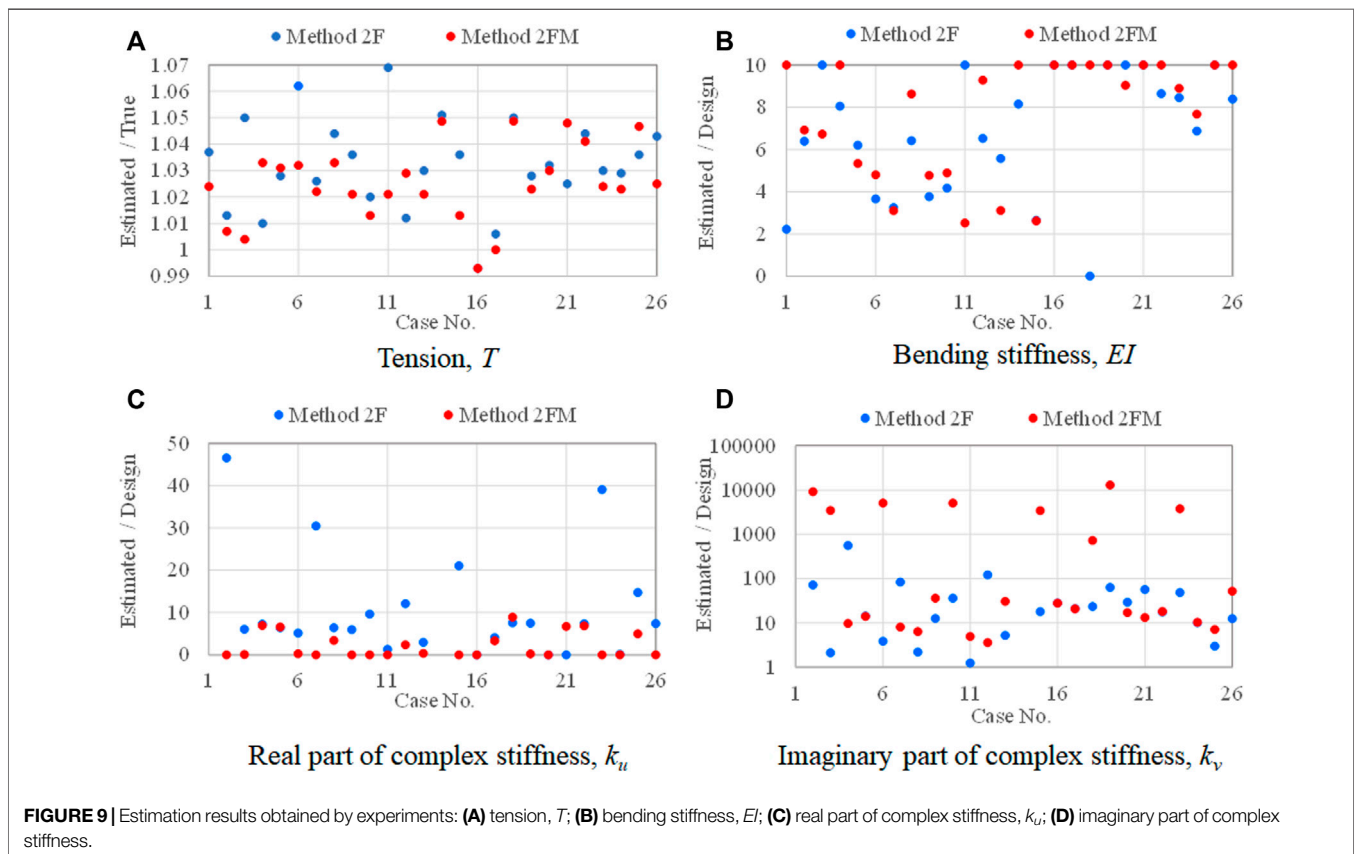 A
Method 2F Method 2FM
Estimated / True
1.07
1.06
1.05
1.04
1.03
1.02
1.01
1
0.99
1 6 11 16 21 26
Case No.
Tension, T
B
Method 2F Method 2FM
Estimated / Design
10
8
6
4
2
0
1 6 11 16 21 26
Case No.
Bending stiffness, EI
C
Method 2F Method 2FM
Estimated / Design
50
40
30
20
10
0
1 6 11 16 21 26
Case No.
Real part of complex stiffness, ku
D
Method 2F Method 2FM
Estimated / Design
100000
10000
1000
100
10
1
1 6 11 16 21 26
Case No.
Imaginary part of complex stiffness, kv
FIGURE 9 | Estimation results obtained by experiments: (A) tension, T; (B) bending stiffness, EI; (C) real part of complex stiffness, ku; (D) imaginary part of complex
stiffness.